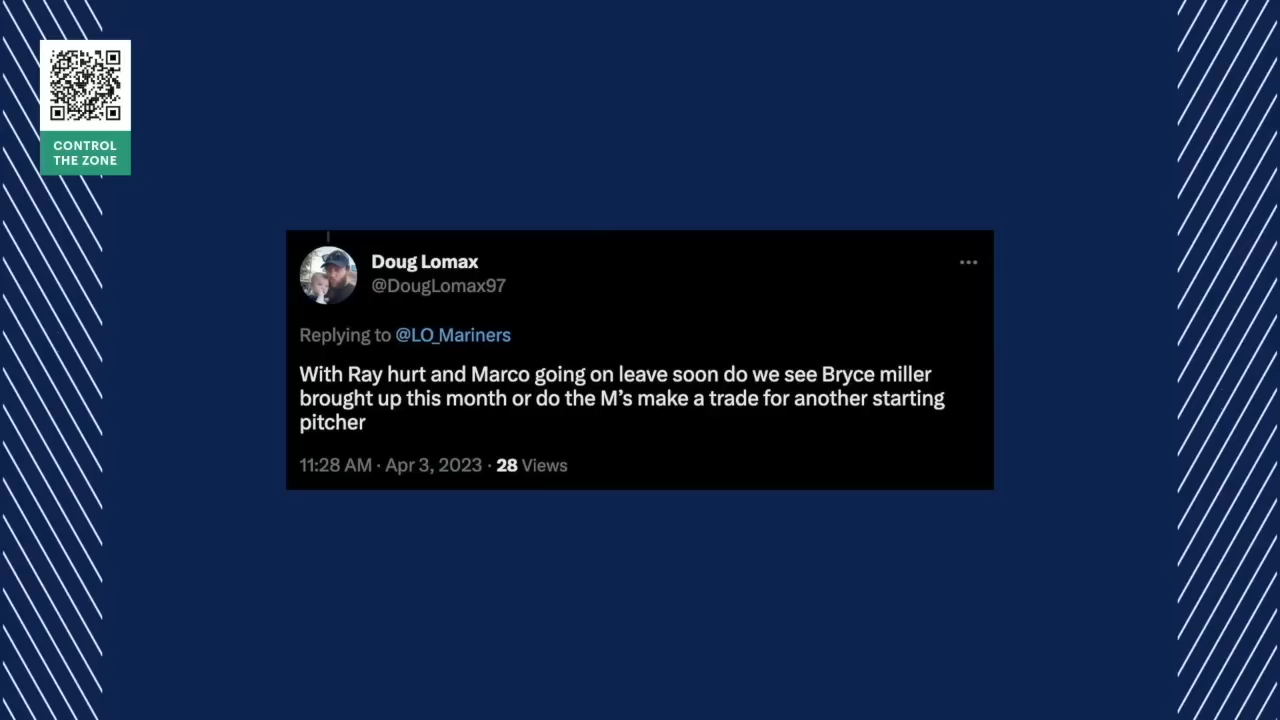 CONTROL
THE ZONE
Doug Lomax
@DougLomax97
Replying to @LO_Mariners
With Ray hurt and Marco going on leave soon do we see Bryce miller
brought up this month or do the M’s make a trade for another starting
pitcher
11:28 AM · Apr 3, 2023 · 28 Views